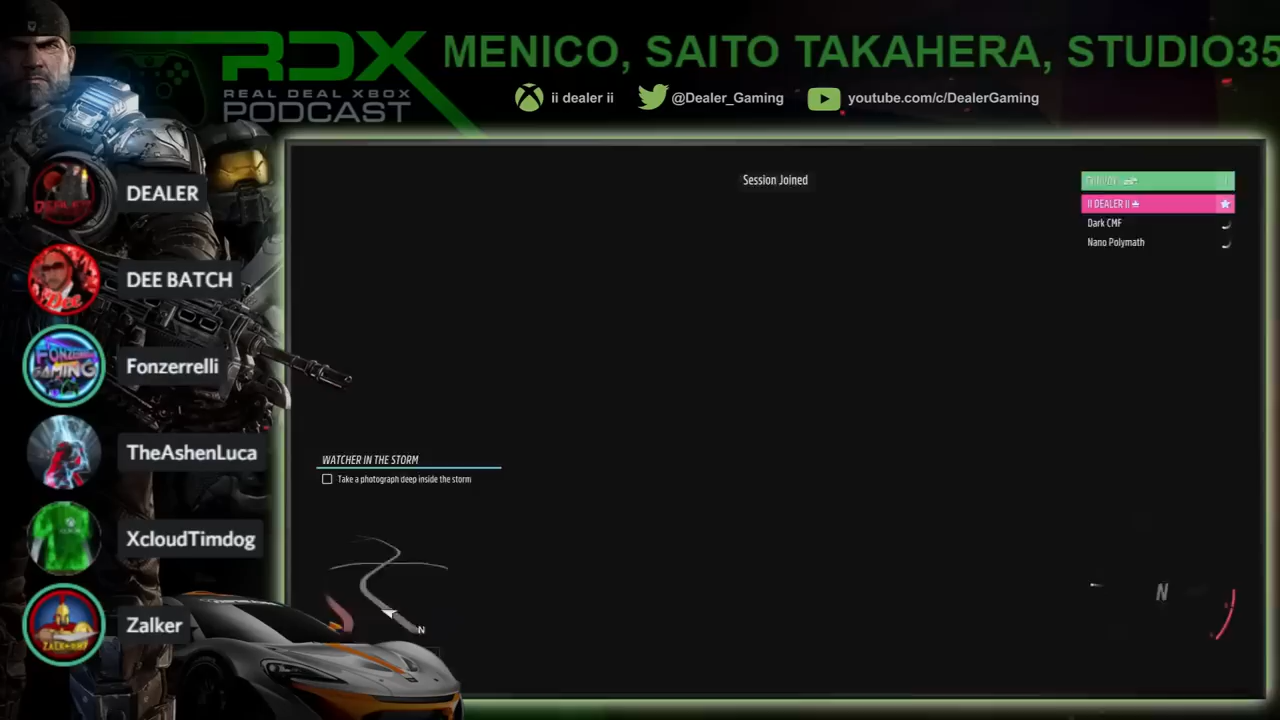 RDX
REAL DEAL XBOX
PODCAST
MENICO, SAITO TAKAHERA, STUDIO35
ii dealer ii
@Dealer_Gaming
youtube.com/c/DealerGaming
DEALER
DEE BATCH
Fonzerrelli
TheAshenLuca
XcloudTimdog
Zalker
Session Joined
II DEALER II
Dark CMF
Nano Polymath
WATCHER IN THE STORM
Take a photograph deep inside the storm
N
N